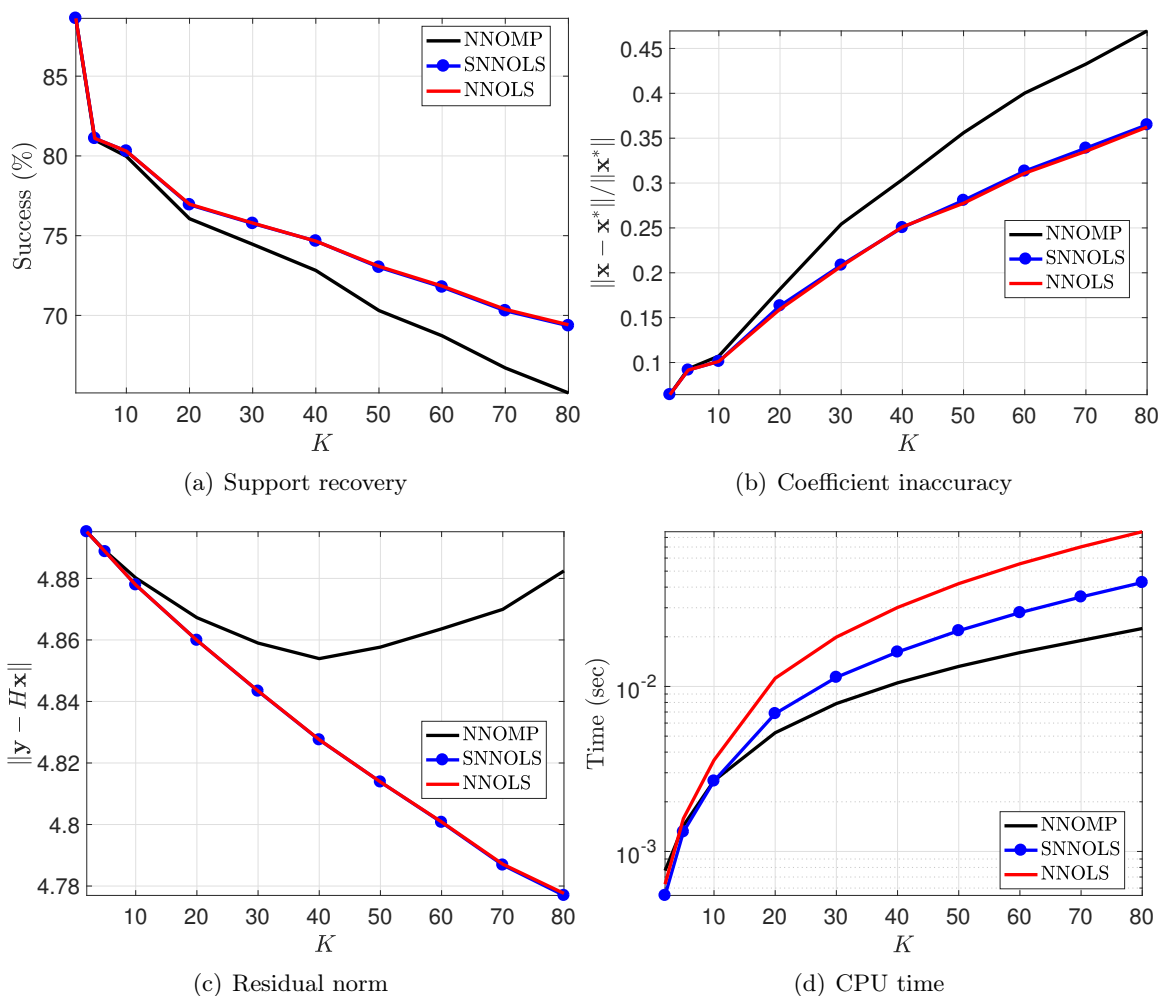 85
80
75
70
Success (%)
NNOMP
SNNOLS
NNOLS
10 20 30 40 50 60 70 80
K
(a) Support recovery
0.45
0.4
0.35
0.3
0.25
0.2
0.15
0.1
||x − x*||/||x*||
NNOMP
SNNOLS
NNOLS
10 20 30 40 50 60 70 80
K
(b) Coefficient inaccuracy
4.88
4.86
4.84
4.82
4.8
4.78
||y − Hx||
NNOMP
SNNOLS
NNOLS
10 20 30 40 50 60 70 80
K
(c) Residual norm
10⁻²
10⁻³
Time (sec)
NNOMP
SNNOLS
NNOLS
10 20 30 40 50 60 70 80
K
(d) CPU time